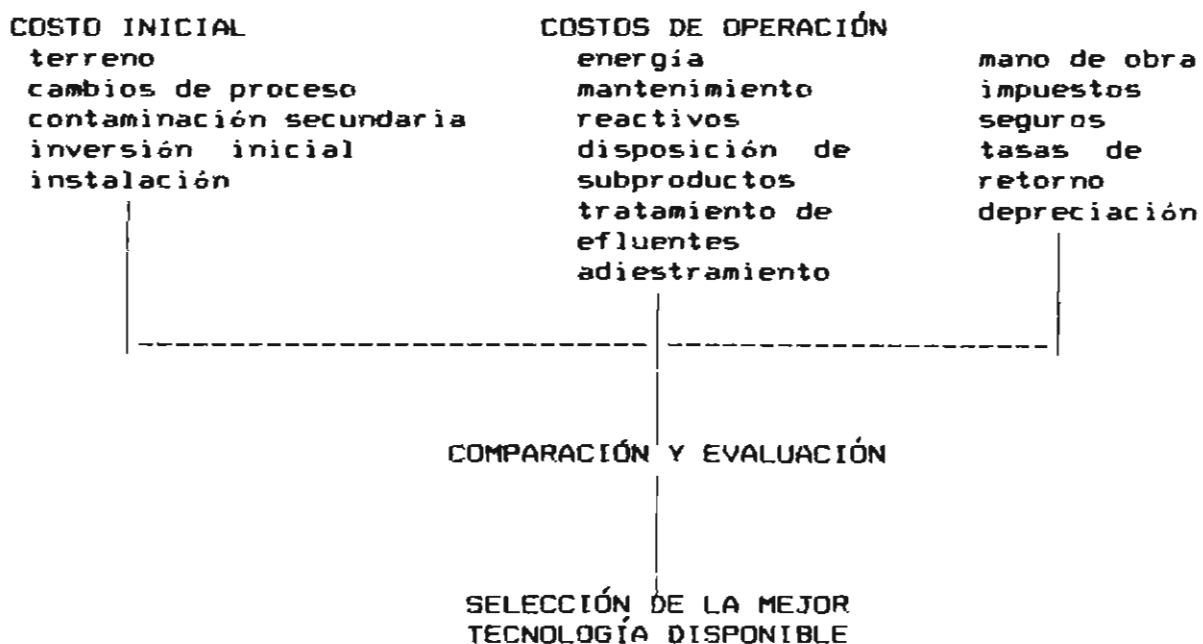 COSTO INICIAL
terreno
cambios de proceso
contaminación secundaria
inversión inicial
instalación
COSTOS DE OPERACIÓN
energía
mantenimiento
reactivos
disposición de
subproductos
tratamiento de
efluentes
adiestramiento
mano de obra
impuestos
seguros
tasas de
retorno
depreciación
COMPARACIÓN Y EVALUACIÓN
SELECCIÓN DE LA MEJOR
TECNOLOGÍA DISPONIBLE